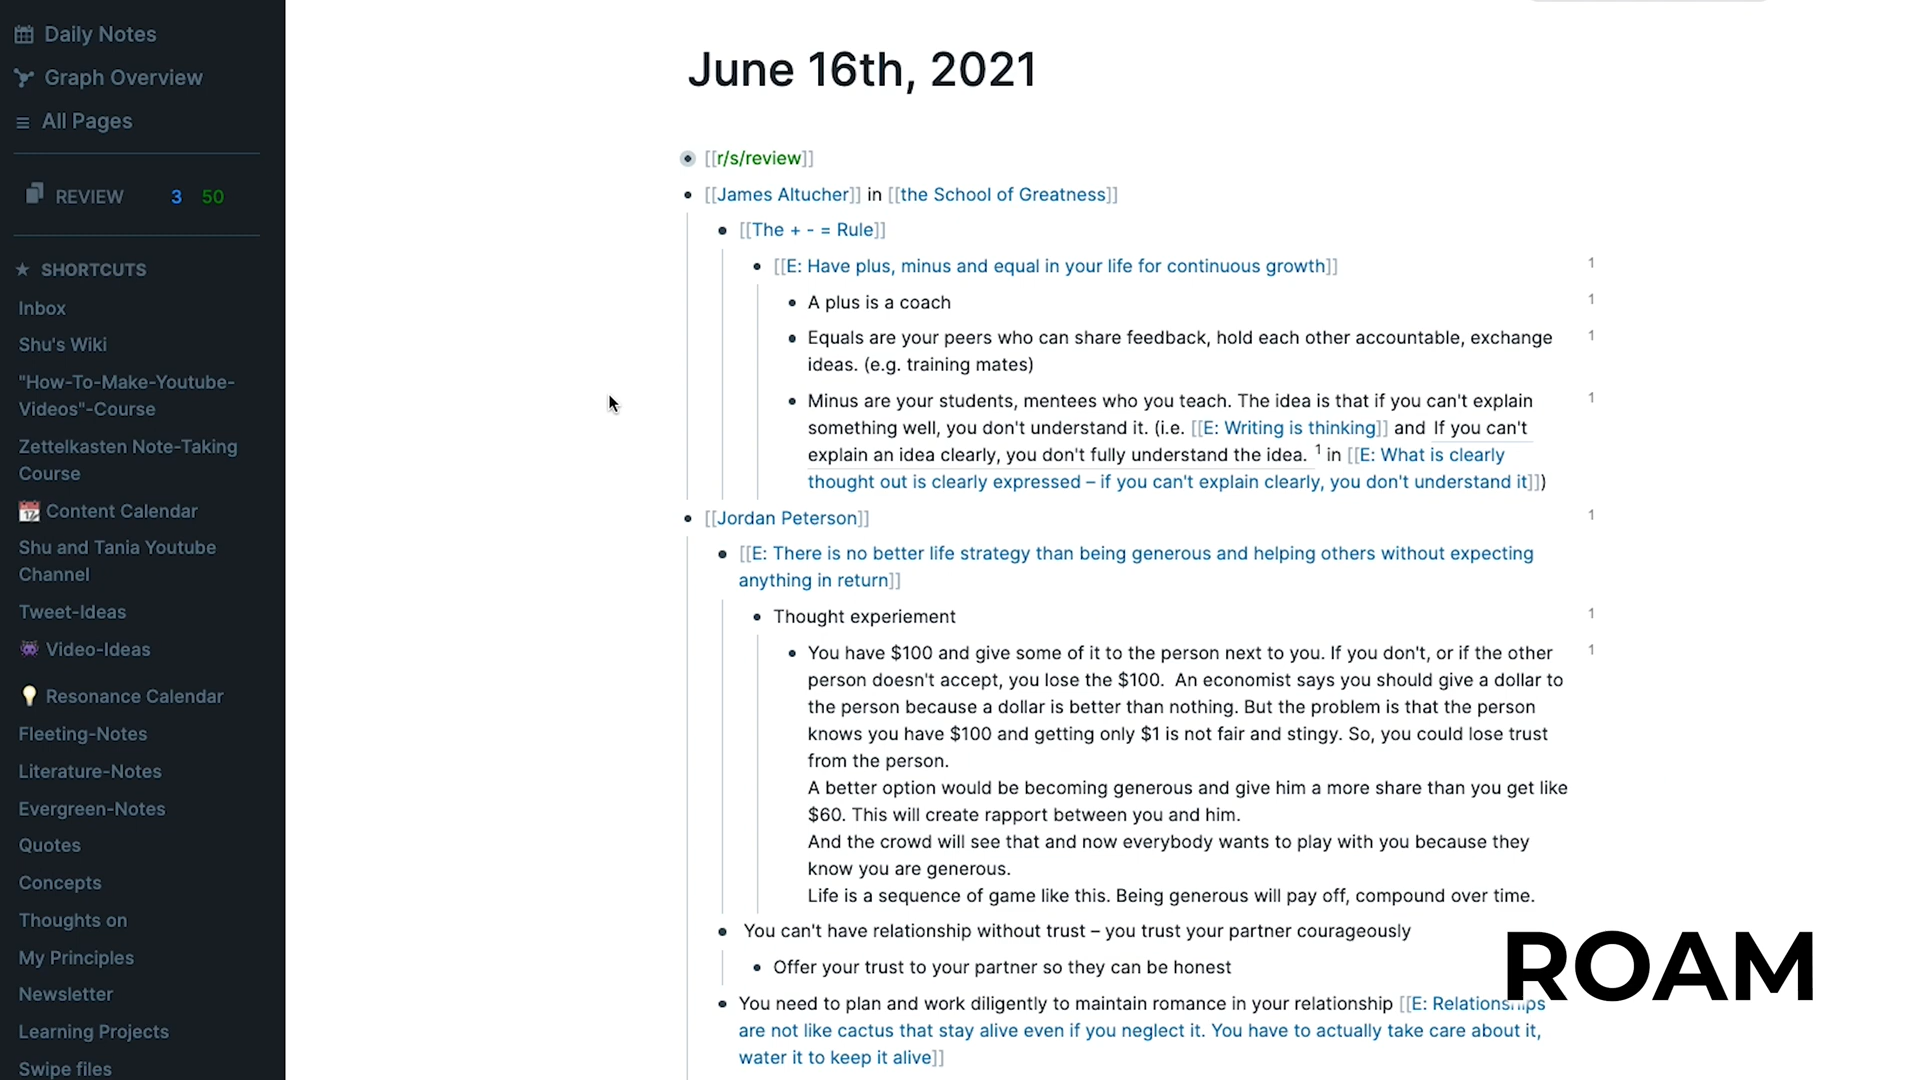 Daily Notes
Graph Overview
All Pages
REVIEW 3 50
SHORTCUTS
Inbox
Shu's Wiki
"How-To-Make-Youtube-
Videos"-Course
Zettelkasten Note-Taking
Course
Content Calendar
Shu and Tania Youtube
Channel
Tweet-Ideas
Video-Ideas
Resonance Calendar
Fleeting-Notes
Literature-Notes
Evergreen-Notes
Quotes
Concepts
Thoughts on
My Principles
Newsletter
Learning Projects
Swipe files
June 16th, 2021
[[r/s/review]]
[[James Altucher]] in [[the School of Greatness]]
[[The + - = Rule]]
[[E: Have plus, minus and equal in your life for continuous growth]] 1
A plus is a coach 1
Equals are your peers who can share feedback, hold each other accountable, exchange 1
ideas. (e.g. training mates)
Minus are your students, mentees who you teach. The idea is that if you can't explain 1
something well, you don't understand it. (i.e. [[E: Writing is thinking]] and If you can't
explain an idea clearly, you don't fully understand the idea. 1 in [[E: What is clearly
thought out is clearly expressed – if you can't explain clearly, you don't understand it]])
[[Jordan Peterson]] 1
[[E: There is no better life strategy than being generous and helping others without expecting
anything in return]]
Thought experiement 1
You have $100 and give some of it to the person next to you. If you don't, or if the other 1
person doesn't accept, you lose the $100. An economist says you should give a dollar to
the person because a dollar is better than nothing. But the problem is that the person
knows you have $100 and getting only $1 is not fair and stingy. So, you could lose trust
from the person.
A better option would be becoming generous and give him a more share than you get like
$60. This will create rapport between you and him.
And the crowd will see that and now everybody wants to play with you because they
know you are generous.
Life is a sequence of game like this. Being generous will pay off, compound over time.
You can't have relationship without trust – you trust your partner courageously
Offer your trust to your partner so they can be honest
You need to plan and work diligently to maintain romance in your relationship [[E: Relationships
are not like cactus that stay alive even if you neglect it. You have to actually take care about it,
water it to keep it alive]]
ROAM